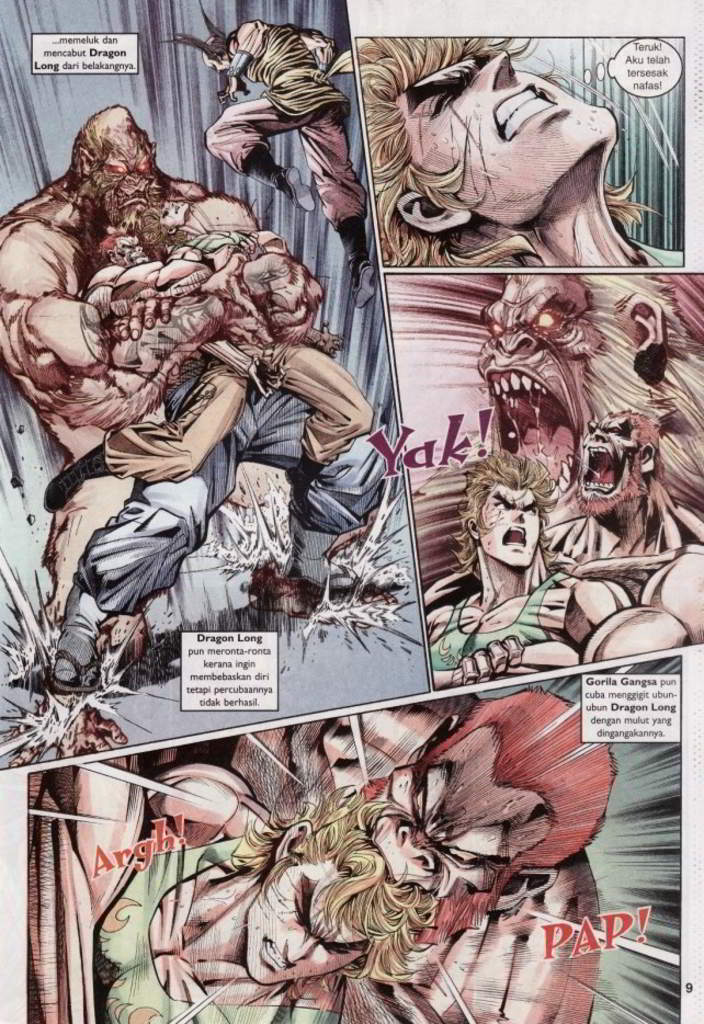 ...memeluk dan
mencabut Dragon
Long dari belakangnya.
Teruk!
Aku telah
tersesak
nafas!
Yak!
Dragon Long
pun meronta-ronta
kerana ingin
membebaskan diri
tetapi percubaannya
tidak berhasil.
Gorila Gangsa pun
cuba menggigit ubun-
ubun Dragon Long
dengan mulut yang
dingangakannya.
Argh!
PAP!
9